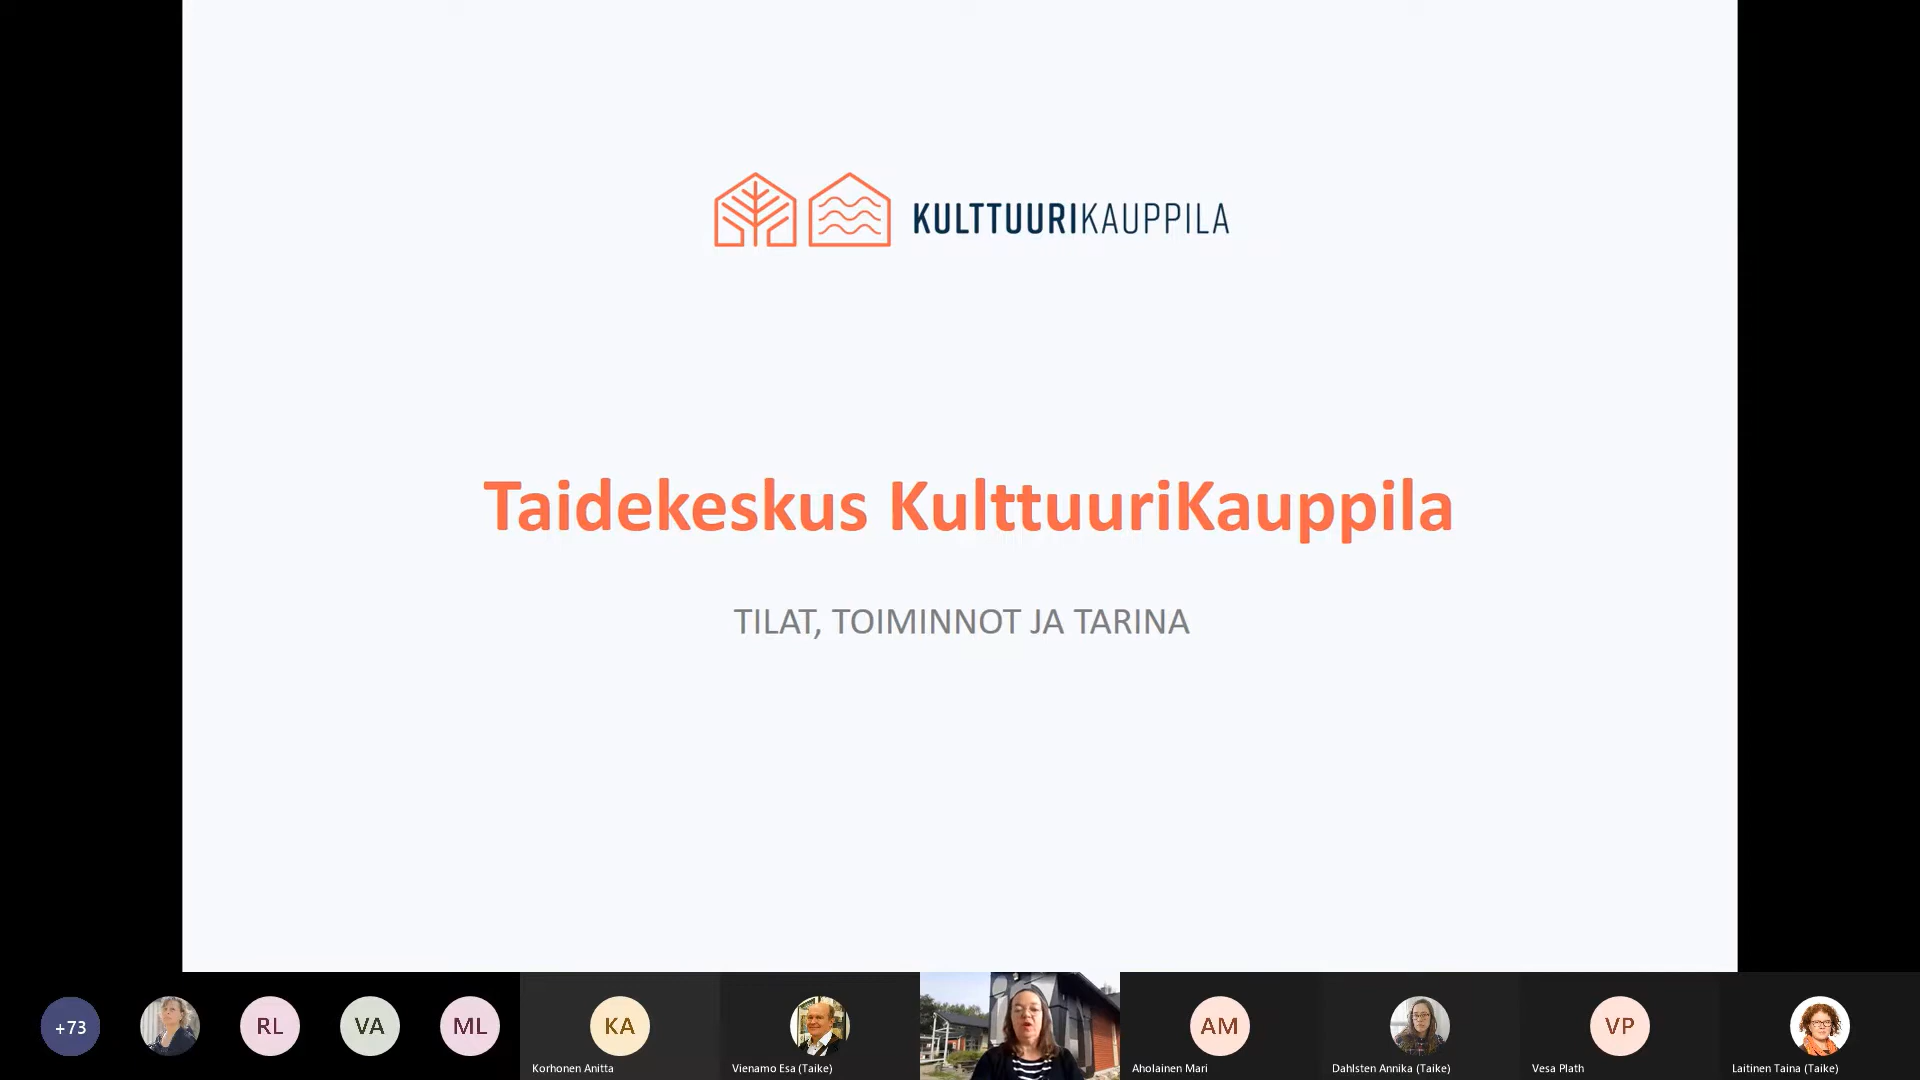 KULTTUURIKAUPPILA
Taidekeskus KulttuuriKauppila
TILAT, TOIMINNOT JA TARINA
+73
RL
VA
ML
KA
AM
VP
Korhonen Anitta
Vienamo Esa (Taike)
Aholainen Mari
Dahlsten Annika (Taike)
Vesa Plath
Laitinen Taina (Taike)